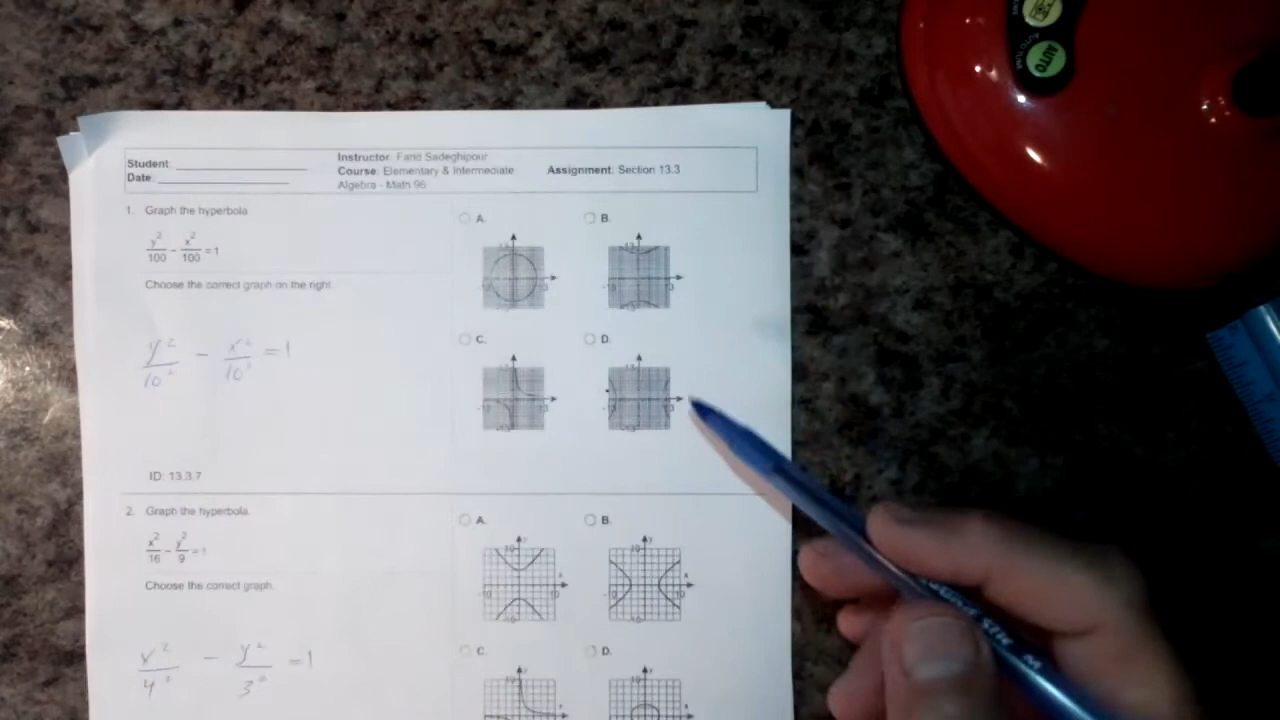 AUTO
Student:
Date:
Instructor: Farid Sadeghipour
Course: Elementary & Intermediate
Algebra - Math 96
Assignment: Section 13.3
1. Graph the hyperbola
y²/100 - x²/100 = 1
Choose the correct graph on the right.
y²/10² - x²/10² = 1
A.
B.
C.
D.
ID: 13.3.7
2. Graph the hyperbola.
x²/16 - y²/9 = 1
Choose the correct graph.
x²/4² - y²/3² = 1
A.
B.
C.
D.